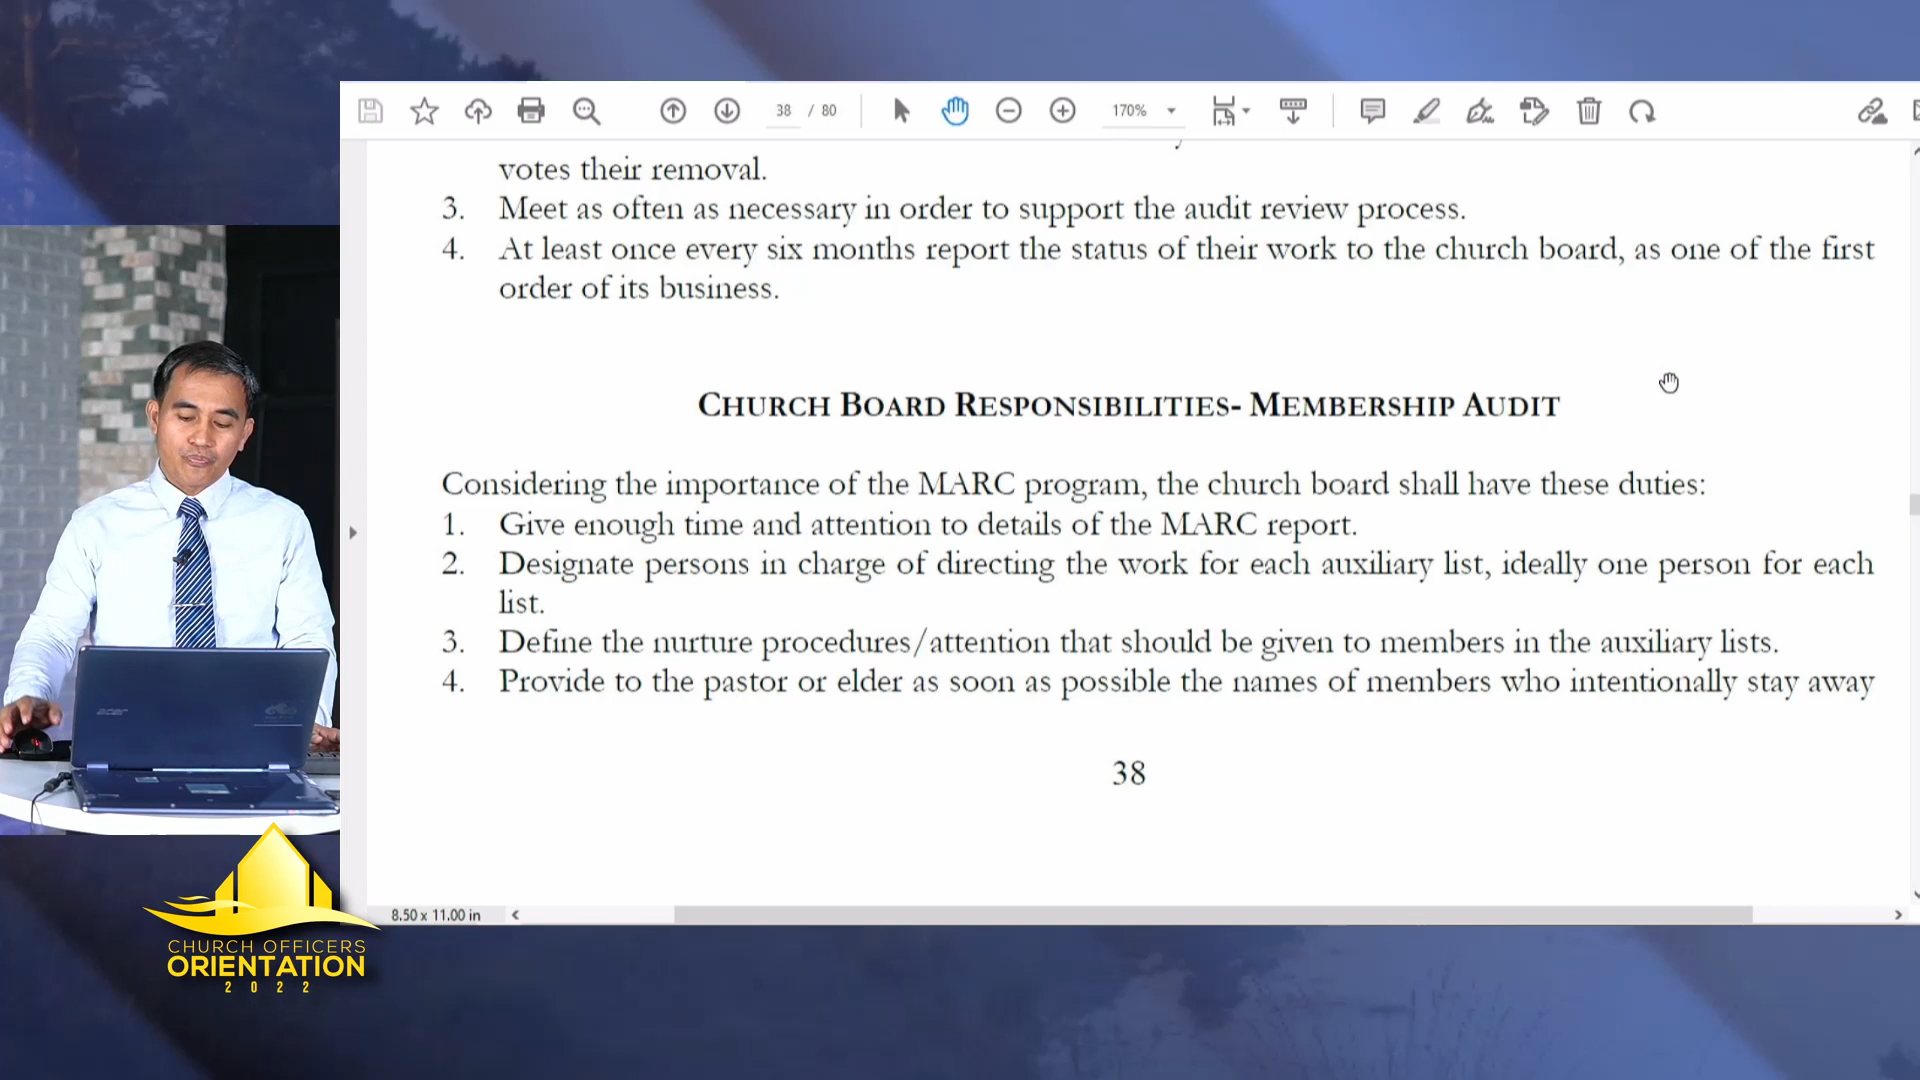 38 / 80
170%
votes their removal.
3. Meet as often as necessary in order to support the audit review process.
4. At least once every six months report the status of their work to the church board, as one of the first
order of its business.
CHURCH BOARD RESPONSIBILITIES- MEMBERSHIP AUDIT
Considering the importance of the MARC program, the church board shall have these duties:
1. Give enough time and attention to details of the MARC report.
2. Designate persons in charge of directing the work for each auxiliary list, ideally one person for each
list.
3. Define the nurture procedures/attention that should be given to members in the auxiliary lists.
4. Provide to the pastor or elder as soon as possible the names of members who intentionally stay away
38
8.50 x 11.00 in
CHURCH OFFICERS
ORIENTATION
2022